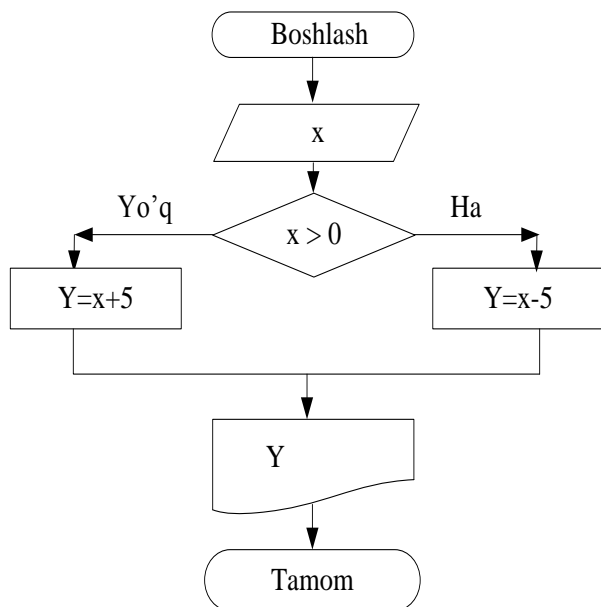 Boshlash
x
Yo’q
Ha
x > 0
Y=x+5
Y=x-5
Y
Tamom